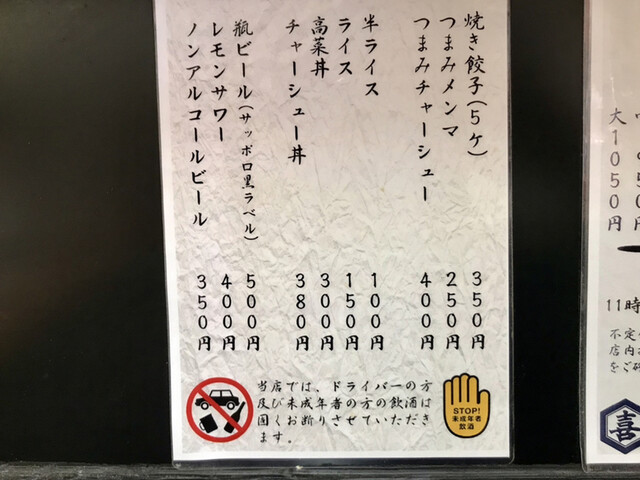 焼き餃子(5ケ) 350円
つまみメンマ 250円
つまみチャーシュー 400円
半ライス 100円
ライス 150円
高菜丼 300円
チャーシュー丼 380円
瓶ビール(サッポロ黒ラベル) 500円
レモンサワー 400円
ノンアルコールビール 350円
当店では、ドライバーの方
及び未成年者の方の飲酒は
固くお断りさせていただき
ます。
STOP!
未成年者
飲酒
大1050円
11時
不定
店内
をご
喜